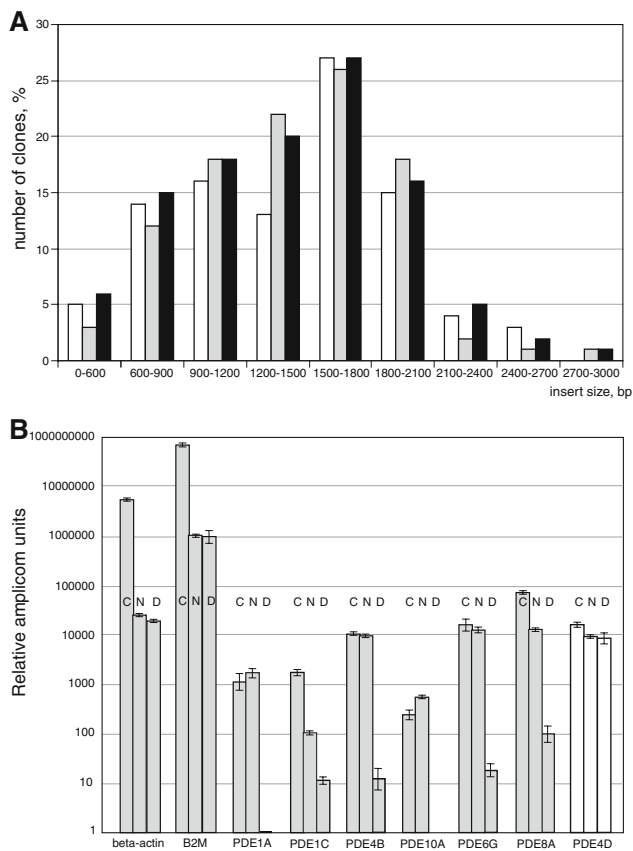 A
number of clones, %
30
25
20
15
10
5
0
0-600 600-900 900-1200 1200-1500 1500-1800 1800-2100 2100-2400 2400-2700 2700-3000
insert size, bp
B
Relative amplicom units
1000000000
10000000
1000000
100000
10000
1000
100
10
1
C N D C N D C N D C N D C N D C N D C N D C N D C N D
beta-actin B2M PDE1A PDE1C PDE4B PDE10A PDE6G PDE8A PDE4D